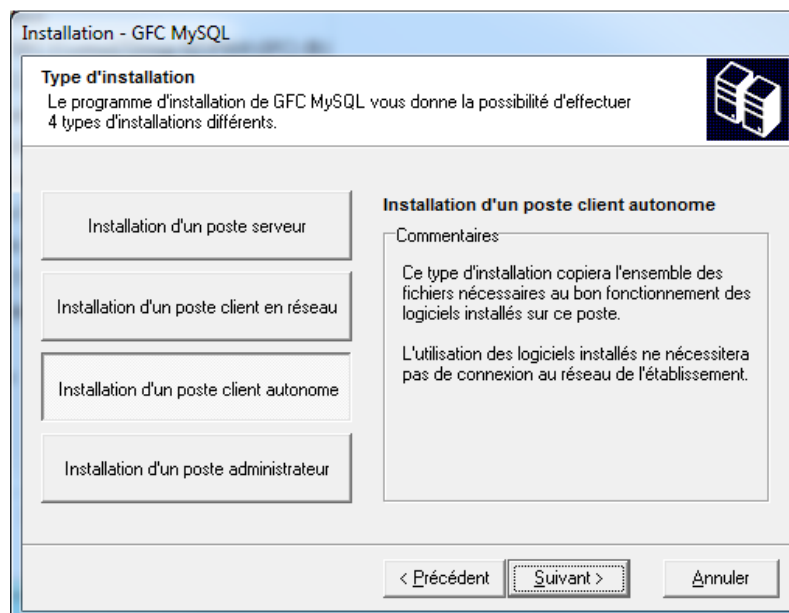 Installation - GFC MySQL
Type d'installation
Le programme d'installation de GFC MySQL vous donne la possibilité d'effectuer
4 types d'installations différents.
Installation d'un poste serveur
Installation d'un poste client en réseau
Installation d'un poste client autonome
Installation d'un poste administrateur
Installation d'un poste client autonome
Commentaires
Ce type d'installation copiera l'ensemble des
fichiers nécessaires au bon fonctionnement des
logiciels installés sur ce poste.
L'utilisation des logiciels installés ne nécessitera
pas de connexion au réseau de l'établissement.
< Précédent
Suivant >
Annuler